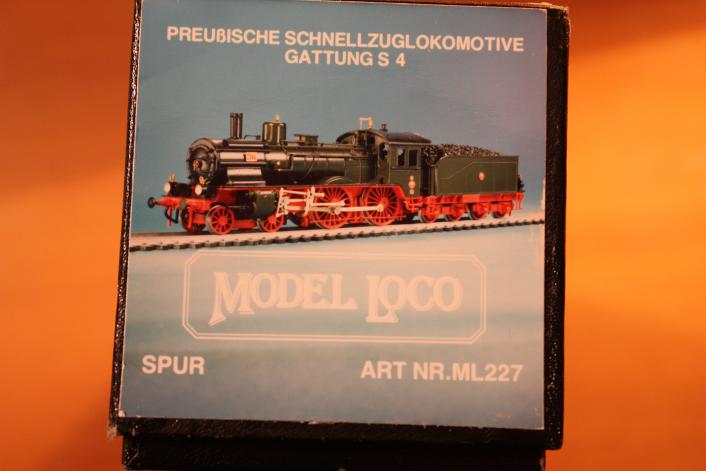 PREUßISCHE SCHNELLZUGLOKOMOTIVE
GATTUNG S 4
MODEL LOCO
SPUR
ART NR.ML227